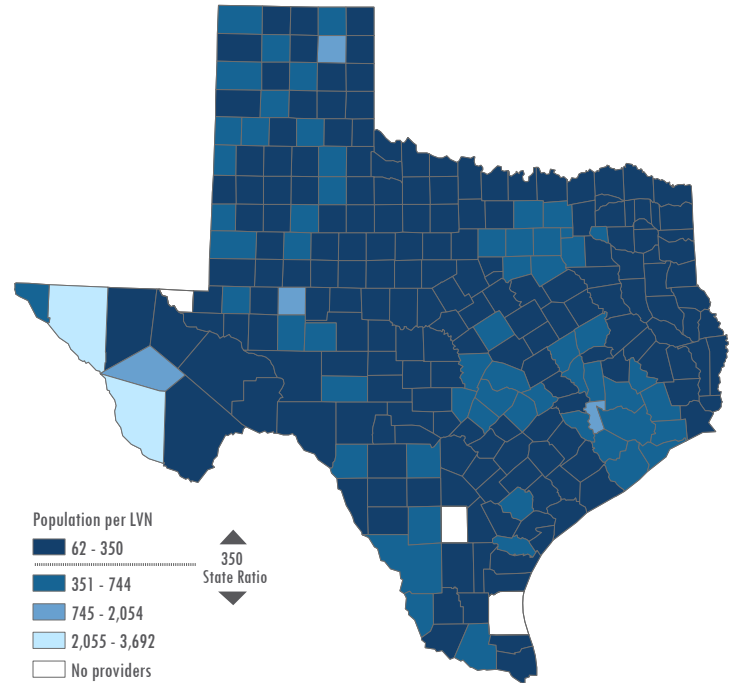 Population per LVN
62 - 350
350
State Ratio
351 - 744
745 - 2,054
2,055 - 3,692
No providers